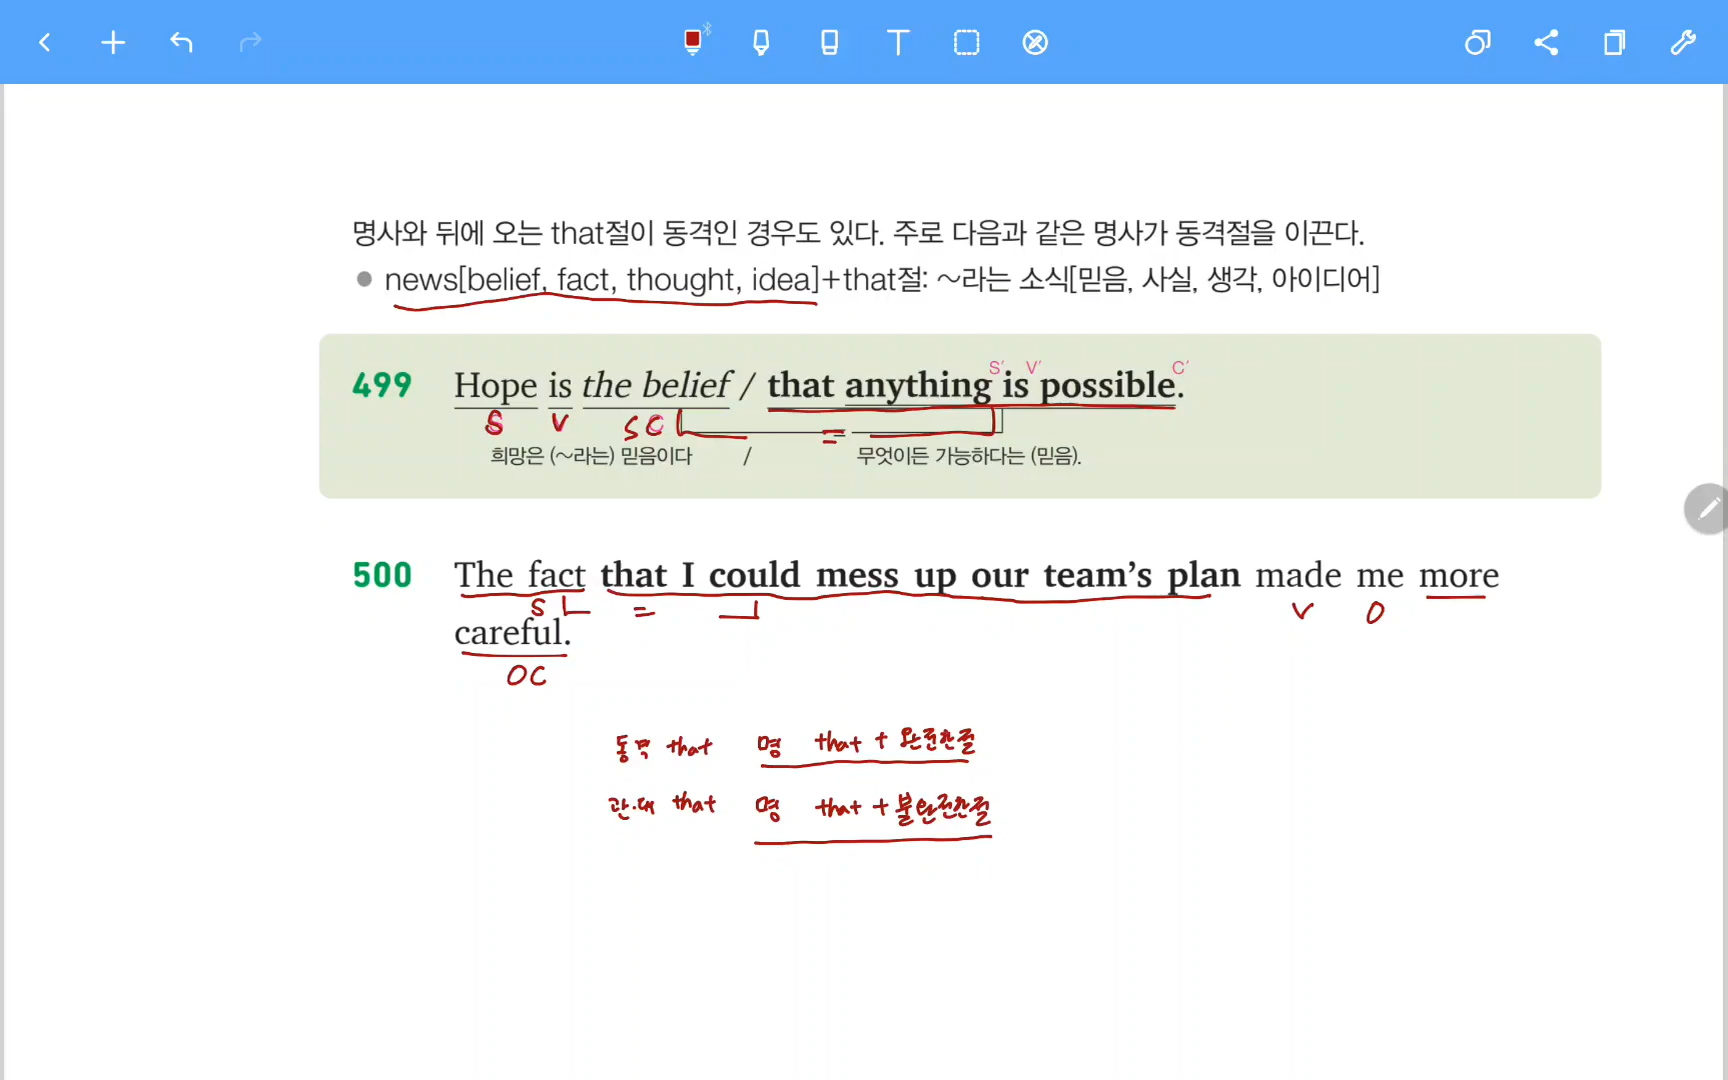 명사와 뒤에 오는 that절이 동격인 경우도 있다. 주로 다음과 같은 명사가 동격절을 이끈다.
● news[belief, fact, thought, idea]+that절: ~라는 소식[믿음, 사실, 생각, 아이디어]
S′ V′ C′
499 Hope is the belief / that anything is possible.
S V SC =
희망은 (~라는) 믿음이다 / 무엇이든 가능하다는 (믿음).
500 The fact that I could mess up our team's plan made me more
S = V O
careful.
OC
동격 that 명 that + 완전한절
관.대 that 명 that + 불완전한절